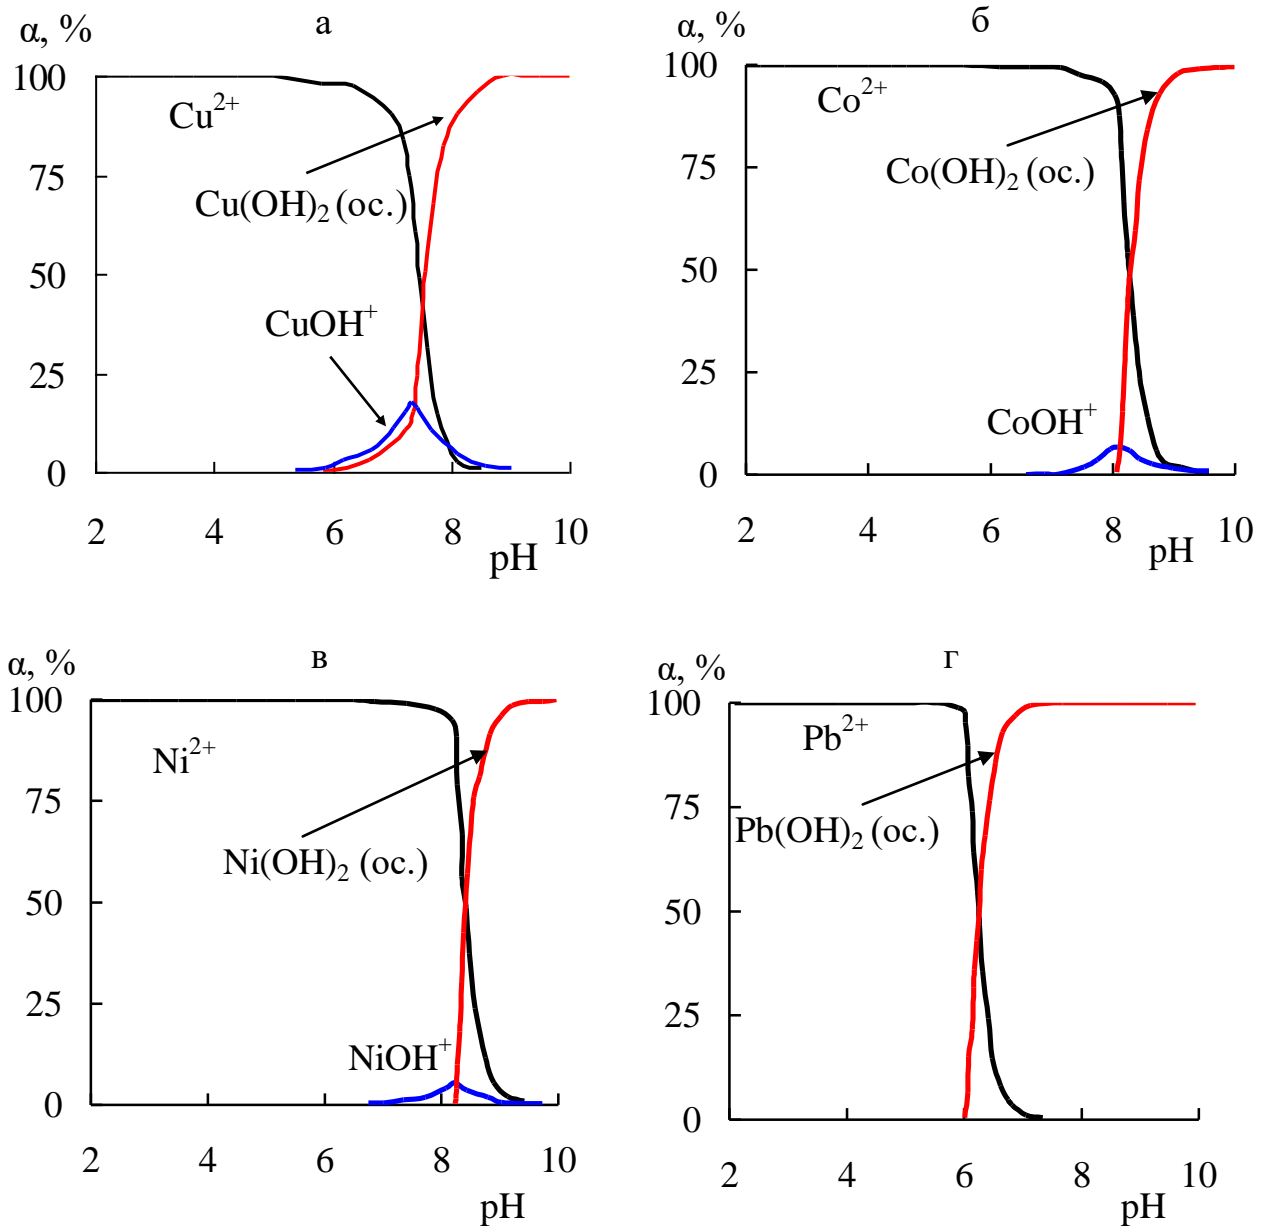 а
α, %
100
75
50
25
0
Cu²⁺
Cu(OH)₂ (ос.)
CuOH⁺
2 4 6 8 10
pH
б
α, %
100
75
50
25
0
Co²⁺
Co(OH)₂ (ос.)
CoOH⁺
2 4 6 8 10
pH
в
α, %
100
75
50
25
0
Ni²⁺
Ni(OH)₂ (ос.)
NiOH⁺
2 4 6 8 10
pH
г
α, %
100
75
50
25
0
Pb²⁺
Pb(OH)₂ (ос.)
2 4 6 8 10
pH